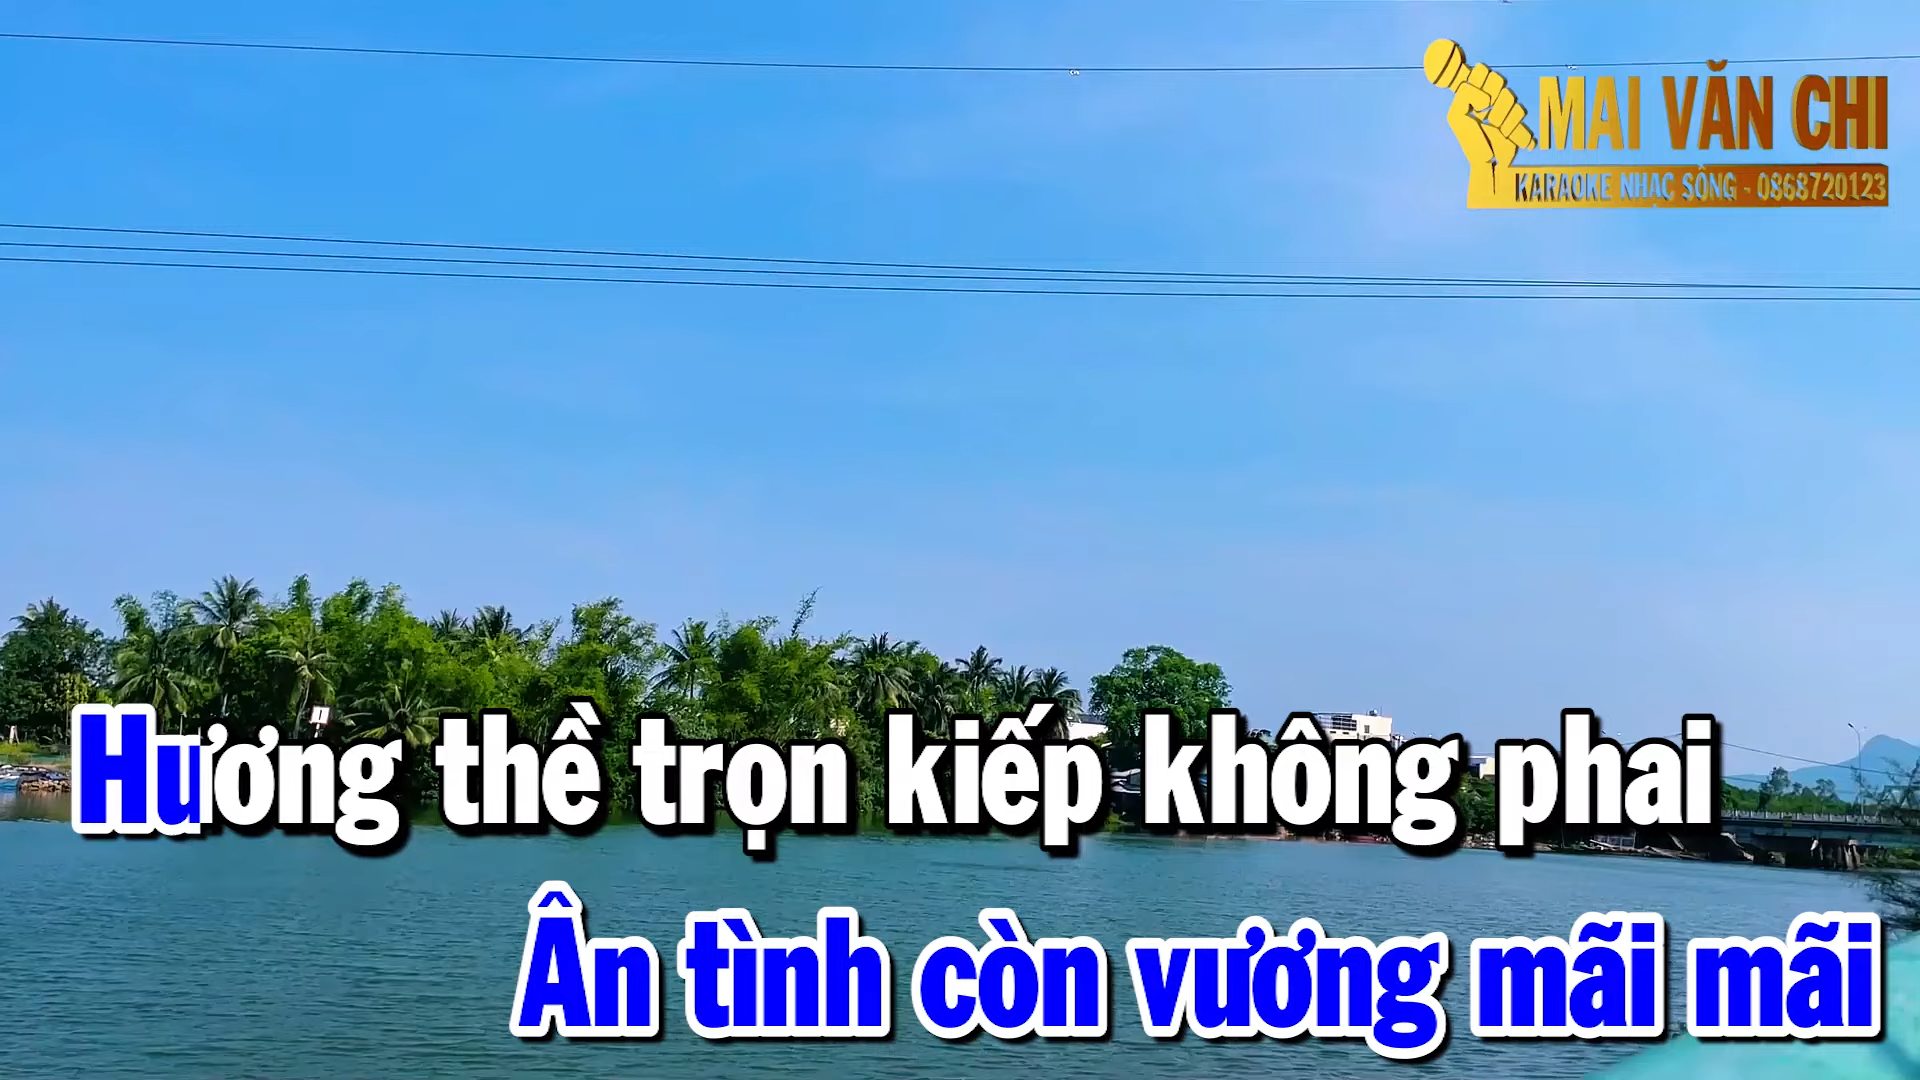 MAI VĂN CHI
KARAOKE NHẠC SỐNG - 0868720123
Hương thề trọn kiếp không phai
Ân tình còn vương mãi mãi